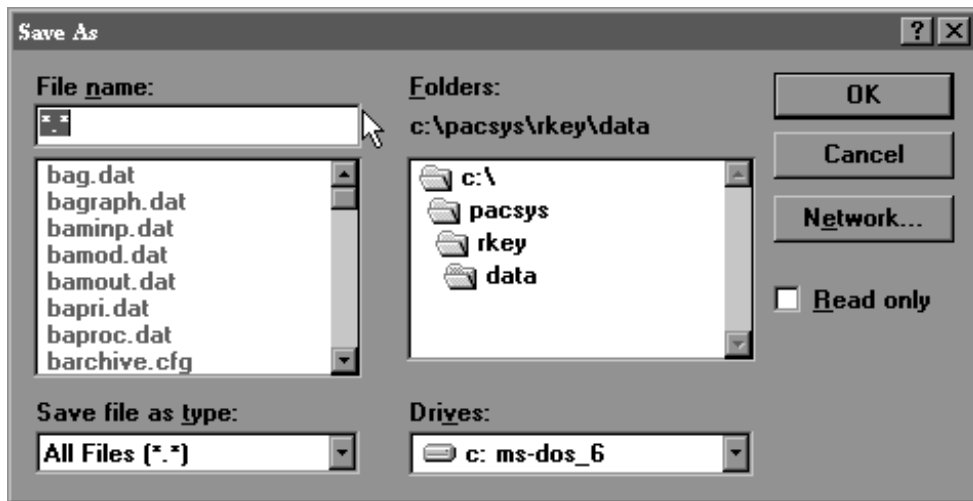 Save As
File name:
*.*
bag.dat
bagraph.dat
baminp.dat
bamod.dat
bamout.dat
bapri.dat
baproc.dat
barchive.cfg
Save file as type:
All Files (*.*)
Folders:
c:\pacsys\rkey\data
c:\
pacsys
rkey
data
Drives:
c: ms-dos_6
OK
Cancel
Network...
Read only